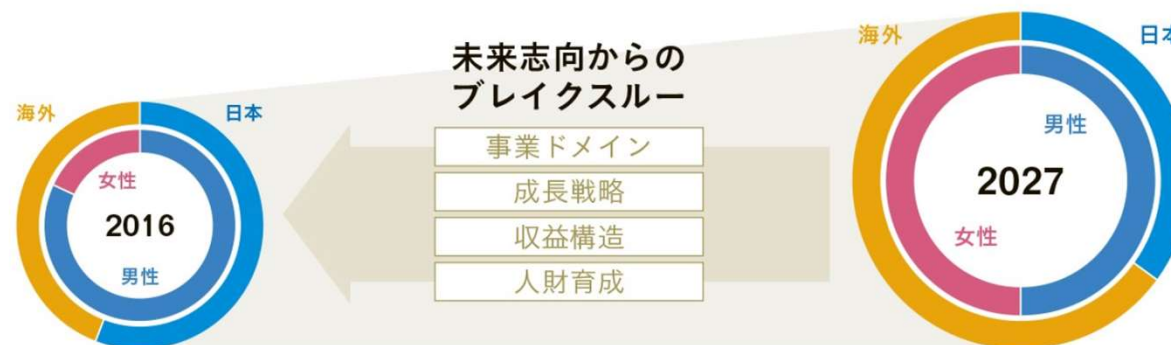 海外
日本
女性
2016
男性
未来志向からの
ブレイクスルー
事業ドメイン
成長戦略
収益構造
人財育成
海外
日本
男性
2027
女性